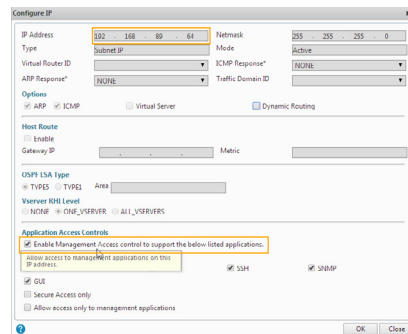 Configure IP
IP Address 192 . 168 . 89 . 64 Netmask 255 . 255 . 255 . 0
Type Subnet IP Mode Active
Virtual Router ID ICMP Response* NONE
ARP Response* NONE Traffic Domain ID
Options
ARP ICMP Virtual Server Dynamic Routing
Host Route
Enable
Gateway IP . . . Metric
OSPF LSA Type
TYPE5 TYPE1 Area
Vserver RHI Level
NONE ONE_VSERVER ALL_VSERVERS
Application Access Controls
Enable Management Access control to support the below listed applications.
Allow access to management applications on this
IP address.
SSH SNMP
GUI
Secure Access only
Allow access only to management applications
? OK Close